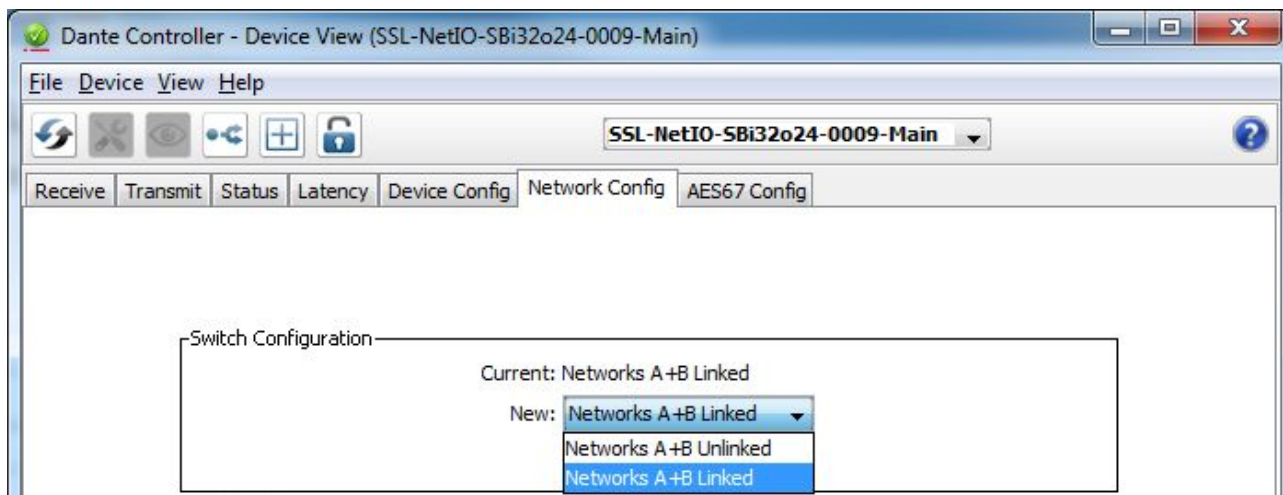 Dante Controller - Device View (SSL-NetIO-SBi32o24-0009-Main)
File Device View Help
SSL-NetIO-SBi32o24-0009-Main
?
Receive Transmit Status Latency Device Config Network Config AES67 Config
Switch Configuration
Current: Networks A+B Linked
New: Networks A+B Linked
Networks A+B Unlinked
Networks A+B Linked